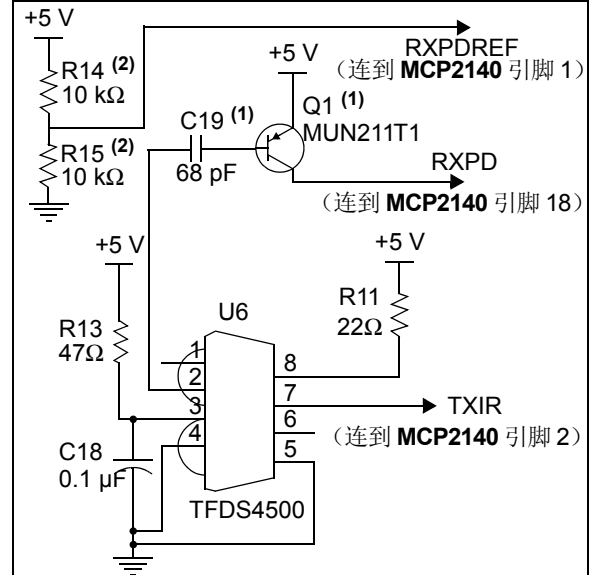 +5 V
R14 (2)
10 kΩ
R15 (2)
10 kΩ
RXPDREF
（连到 MCP2140 引脚 1）
+5 V
Q1 (1)
MUN211T1
C19 (1)
68 pF
RXPD
（连到 MCP2140 引脚 18）
+5 V
R13
47Ω
C18
0.1 µF
U6
1
2
3
4
8
7
6
5
TFDS4500
+5 V
R11
22Ω
TXIR
（连到 MCP2140 引脚 2）